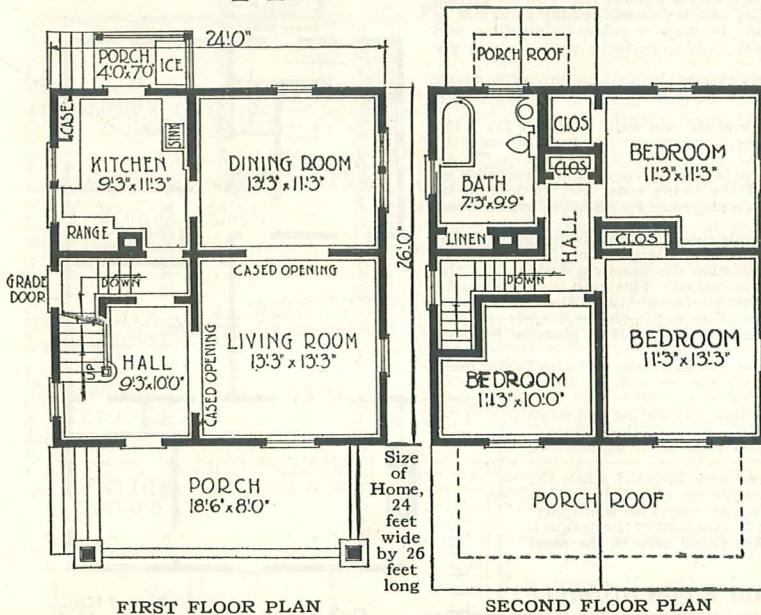 24'0"
PORCH
4'0x7'0"
ICE
CASE
SINK
KITCHEN
9'3"x11'3"
RANGE
DINING ROOM
13'3"x11'3"
26'0"
GRADE
DOOR
DOWN
UP
HALL
9'3"x10'0"
CASED OPENING
CASED OPENING
LIVING ROOM
13'3"x13'3"
PORCH
18'6"x8'0"
Size
of
Home,
24
feet
wide
by 26
feet
long
FIRST FLOOR PLAN
PORCH ROOF
CLOS
CLOS
BATH
7'3"x9'9"
LINEN
HALL
BEDROOM
11'3"x11'3"
CLOS
DOWN
BEDROOM
11'3"x10'0"
BEDROOM
11'3"x13'3"
PORCH ROOF
SECOND FLOOR PLAN